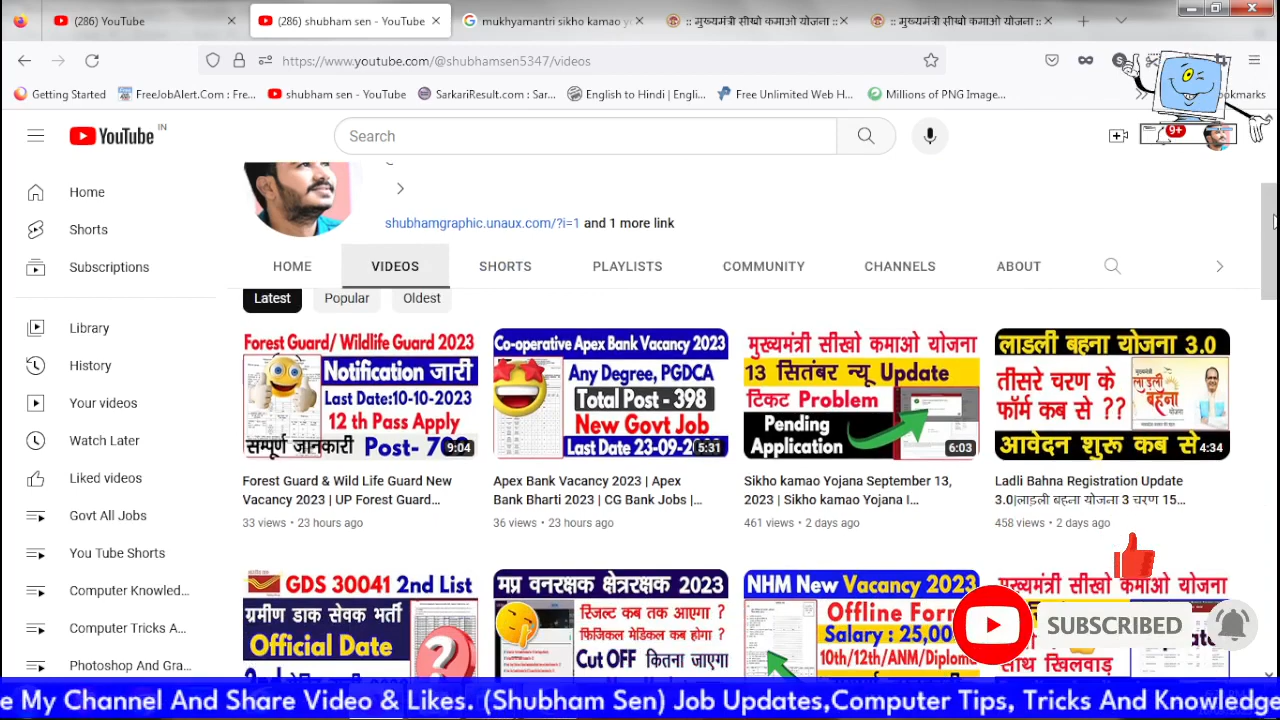 (286) YouTube
(286) shubham sen - YouTube
mukhyamantri sikho kamao yo
:: मुख्यमंत्री सीखो कमाओ योजना ::
:: मुख्यमंत्री सीखो कमाओ योजना ::
https://www.youtube.com/@shubhamsen5347/videos
Getting Started
FreeJobAlert.Com : Fre...
shubham sen - YouTube
SarkariResult.com : Sar...
English to Hindi | Engli...
Free Unlimited Web H...
Millions of PNG Image...
YouTube IN
Search
9+
Home
shubhamgraphic.unaux.com/?i=1 and 1 more link
Shorts
Subscriptions
HOME VIDEOS SHORTS PLAYLISTS COMMUNITY CHANNELS ABOUT
Latest Popular Oldest
Library
History
Your videos
Watch Later
Liked videos
Govt All Jobs
You Tube Shorts
Computer Knowled...
Computer Tricks A...
Photoshop And Gra...
Forest Guard/ Wildlife Guard 2023
Notification जारी
Last Date:10-10-2023
12 th Pass Apply
सम्पूर्ण जानकारी Post- 70
9:04
Forest Guard & Wild Life Guard New
Vacancy 2023 | UP Forest Guard...
33 views • 23 hours ago
Co-operative Apex Bank Vacancy 2023
Any Degree, PGDCA
Total Post - 398
New Govt Job
Last Date 23-09-2
5:31
Apex Bank Vacancy 2023 | Apex
Bank Bharti 2023 | CG Bank Jobs |...
36 views • 23 hours ago
मुख्यमंत्री सीखो कमाओ योजना
13 सितंबर न्यू Update
टिकट Problem
Pending
Application
6:03
Sikho kamao Yojana September 13,
2023 | Sikho kamao Yojana I...
461 views • 2 days ago
लाडली बहना योजना 3.0
तीसरे चरण के
फॉर्म कब से ??
आवेदन शुरू कब से
4:34
Ladli Bahna Registration Update
3.0|लाडली बहना योजना 3 चरण 15...
458 views • 2 days ago
GDS 30041 2nd List
ग्रामीण डाक सेवक भर्ती
Official Date
मप्र वनरक्षक क्षेत्ररक्षक 2023
रिजल्ट कब तक आएगा ?
फिजिकल मेडिकल कब होगा ?
Cut OFF कितना जाएगा
NHM New Vacancy 2023
Offline Form
Salary : 25,00
10th/12th/ANM/Diploma
मुख्यमंत्री सीखो कमाओ योजना
साथ खिलवाड़
SUBSCRIBED
e My Channel And Share Video & Likes. (Shubham Sen) Job Updates,Computer Tips, Tricks And Knowledge